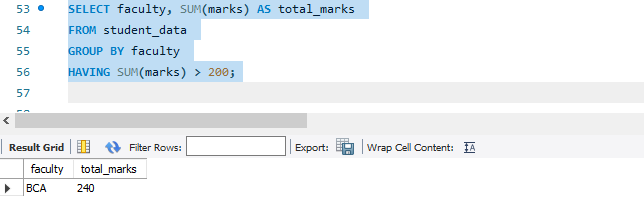 53 SELECT faculty, SUM(marks) AS total_marks
54 FROM student_data
55 GROUP BY faculty
56 HAVING SUM(marks) > 200;
57
Result Grid Filter Rows: Export: Wrap Cell Content: IA
faculty total_marks
BCA 240